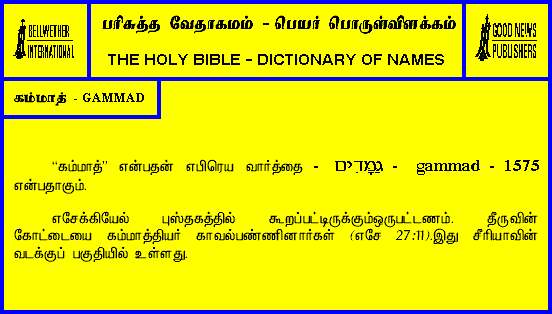 BELLWETHER
INTERNATIONAL
பரிசுத்த வேதாகமம் - பெயர் பொருள்விளக்கம்
THE HOLY BIBLE - DICTIONARY OF NAMES
GOOD NEWS
PUBLISHERS
கம்மாத் - GAMMAD
“கம்மாத்” என்பதன் எபிரெய வார்த்தை - גמדים - gammad - 1575
என்பதாகும்.
எசேக்கியேல் புஸ்தகத்தில் கூறப்பட்டிருக்கும்ஒருபட்டணம். தீருவின்
கோட்டையை கம்மாத்தியர் காவல்பண்ணினார்கள் (எசே 27:11).இது சீரியாவின்
வடக்குப் பகுதியில் உள்ளது.